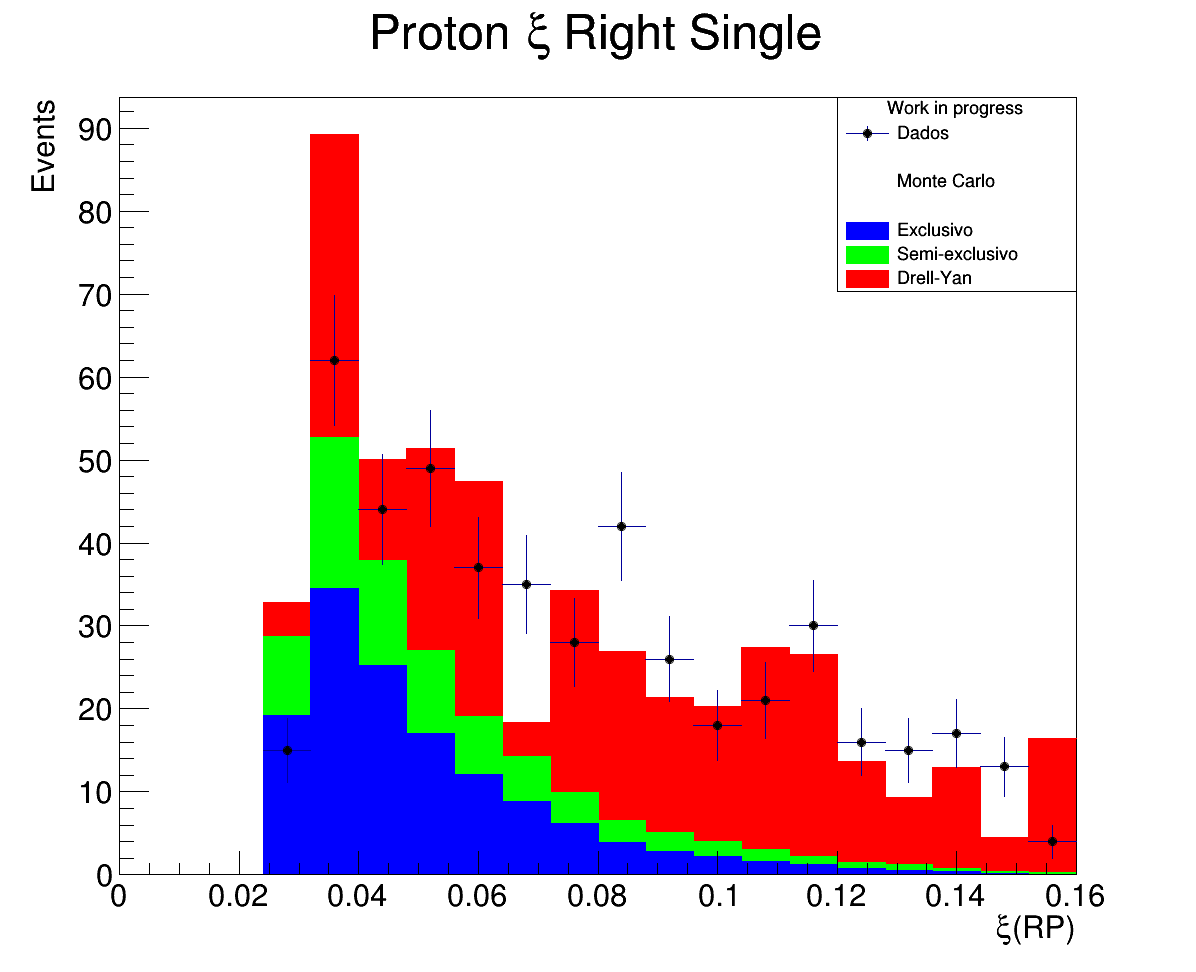 Proton ξ Right Single
Events
Work in progress
Dados
Monte Carlo
Exclusivo
Semi-exclusivo
Drell-Yan
90
80
70
60
50
40
30
20
10
0
0 0.02 0.04 0.06 0.08 0.1 0.12 0.14 0.16
ξ(RP)